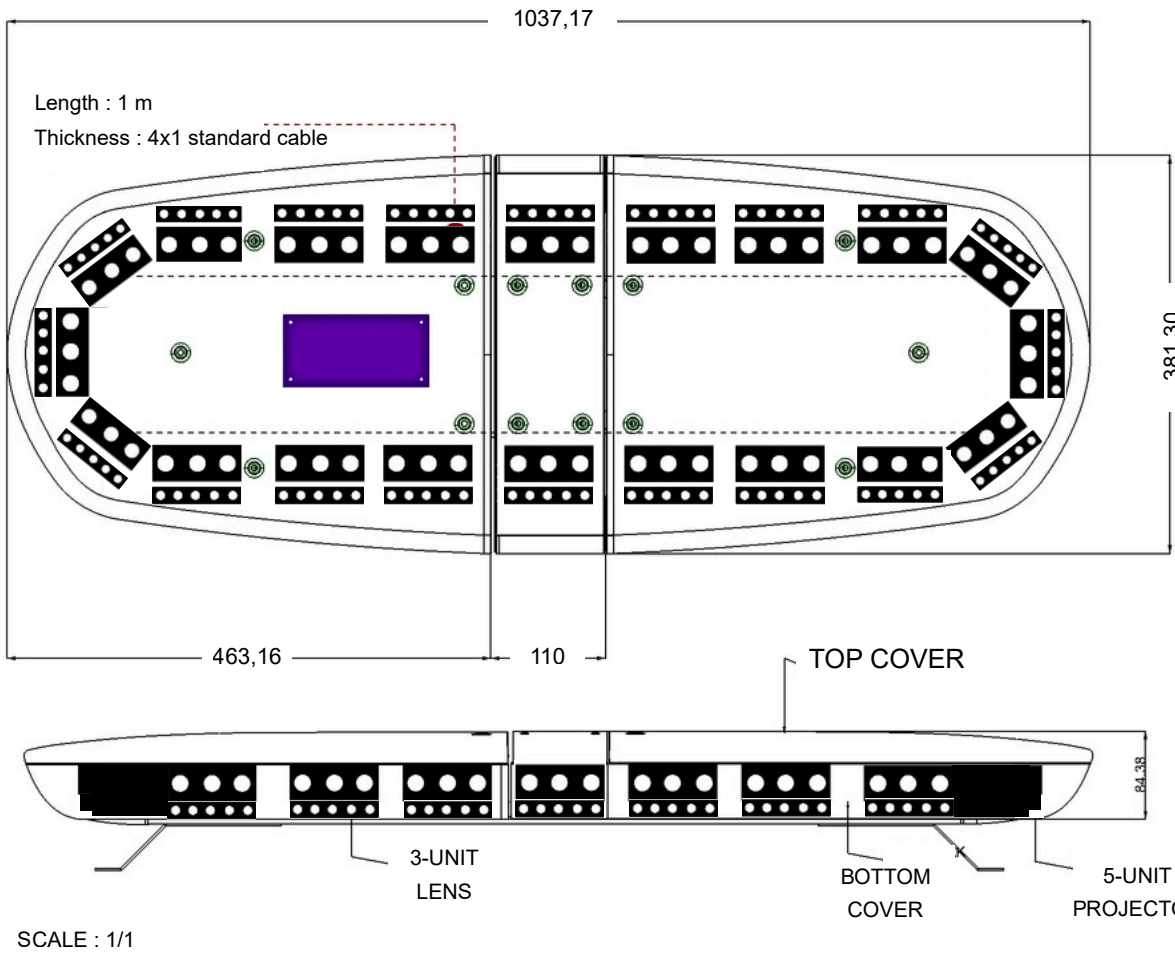 1037,17
Length : 1 m
Thickness : 4x1 standard cable
381,30
463,16
110
TOP COVER
84,38
3-UNIT
LENS
BOTTOM
COVER
5-UNIT
PROJECTO
SCALE : 1/1